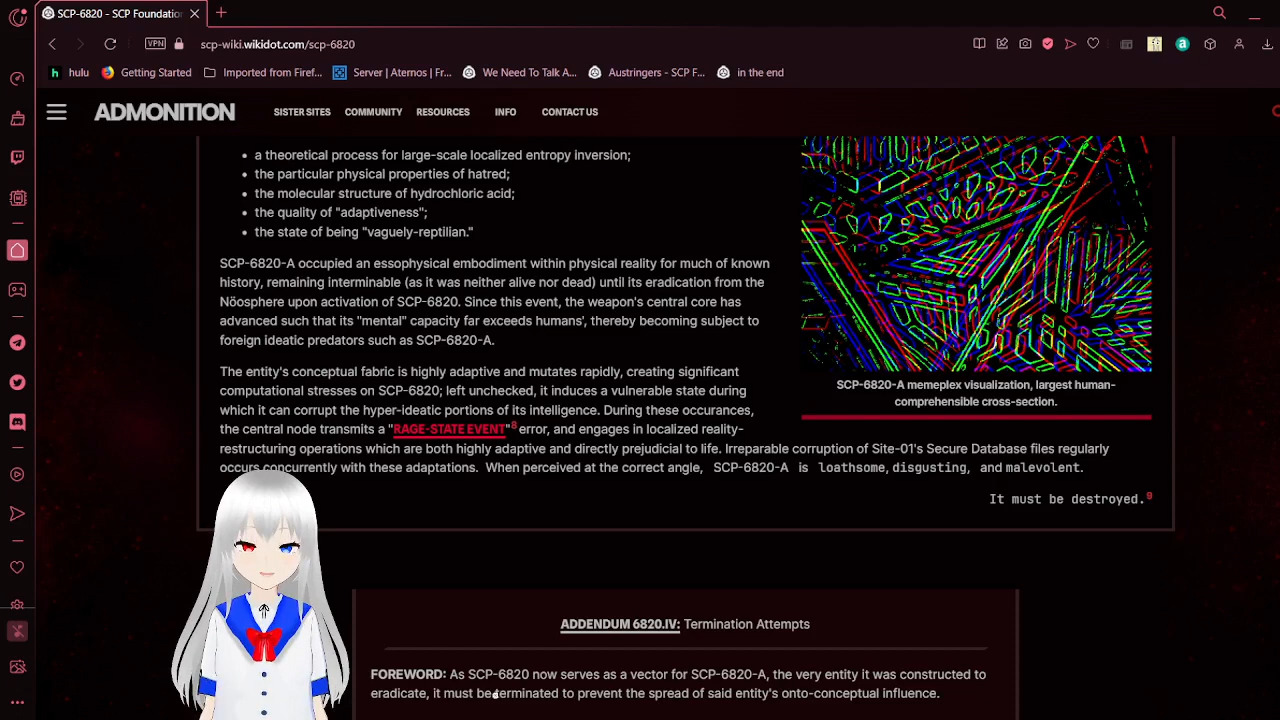 SCP-6820 - SCP Foundation
scp-wiki.wikidot.com/scp-6820
VPN
hulu
Getting Started
Imported from Firef...
Server | Aternos | Fr...
We Need To Talk A...
Austringers - SCP F...
in the end
ADMONITION
SISTER SITES
COMMUNITY
RESOURCES
INFO
CONTACT US
• a theoretical process for large-scale localized entropy inversion;
• the particular physical properties of hatred;
• the molecular structure of hydrochloric acid;
• the quality of "adaptiveness";
• the state of being "vaguely-reptilian."
SCP-6820-A occupied an essophysical embodiment within physical reality for much of known
history, remaining interminable (as it was neither alive nor dead) until its eradication from the
Nöosphere upon activation of SCP-6820. Since this event, the weapon's central core has
advanced such that its "mental" capacity far exceeds humans', thereby becoming subject to
foreign ideatic predators such as SCP-6820-A.
The entity's conceptual fabric is highly adaptive and mutates rapidly, creating significant
computational stresses on SCP-6820; left unchecked, it induces a vulnerable state during
which it can corrupt the hyper-ideatic portions of its intelligence. During these occurances,
the central node transmits a "RAGE-STATE EVENT"8 error, and engages in localized reality-
restructuring operations which are both highly adaptive and directly prejudicial to life. Irreparable corruption of Site-01's Secure Database files regularly
occurs concurrently with these adaptations. When perceived at the correct angle, SCP-6820-A is loathsome, disgusting, and malevolent.
It must be destroyed.9
SCP-6820-A memeplex visualization, largest human-
comprehensible cross-section.
ADDENDUM 6820.IV: Termination Attempts
FOREWORD: As SCP-6820 now serves as a vector for SCP-6820-A, the very entity it was constructed to
eradicate, it must be terminated to prevent the spread of said entity's onto-conceptual influence.